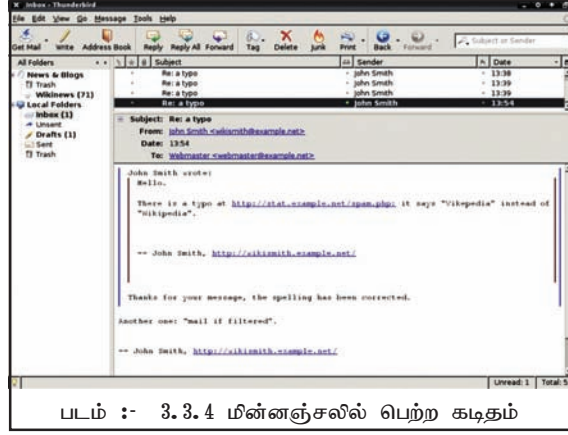 Inbox - Thunderbird
File Edit View Go Message Tools Help
Get Mail Write Address Book Reply Reply All Forward Tag Delete Junk Print Back Forward Subject or Sender
All Folders Subject Sender Date
News & Blogs Re: a typo John Smith 13:38
Trash Re: a typo John Smith 13:39
Wikinews (71) Re: a typo John Smith 13:39
Local Folders Re: a typo John Smith 13:54
Inbox (1)
Unsent
Drafts (1)
Sent
Trash
Subject: Re: a typo
From: John Smith <wikismith@example.net>
Date: 13:54
To: Webmaster <webmaster@example.net>
John Smith wrote:
Hello.
There is a typo at http://stat.example.net/spam.php; it says "Vikepedia" instead of
"Wikipedia".
-- John Smith, http://wikismith.example.net/
Thanks for your message, the spelling has been corrected.
Another one: "mail if filtered".
-- John Smith, http://wikismith.example.net/
Unread: 1 Total: 5
படம் :- 3.3.4 மின்னஞ்சலில் பெற்ற கடிதம்